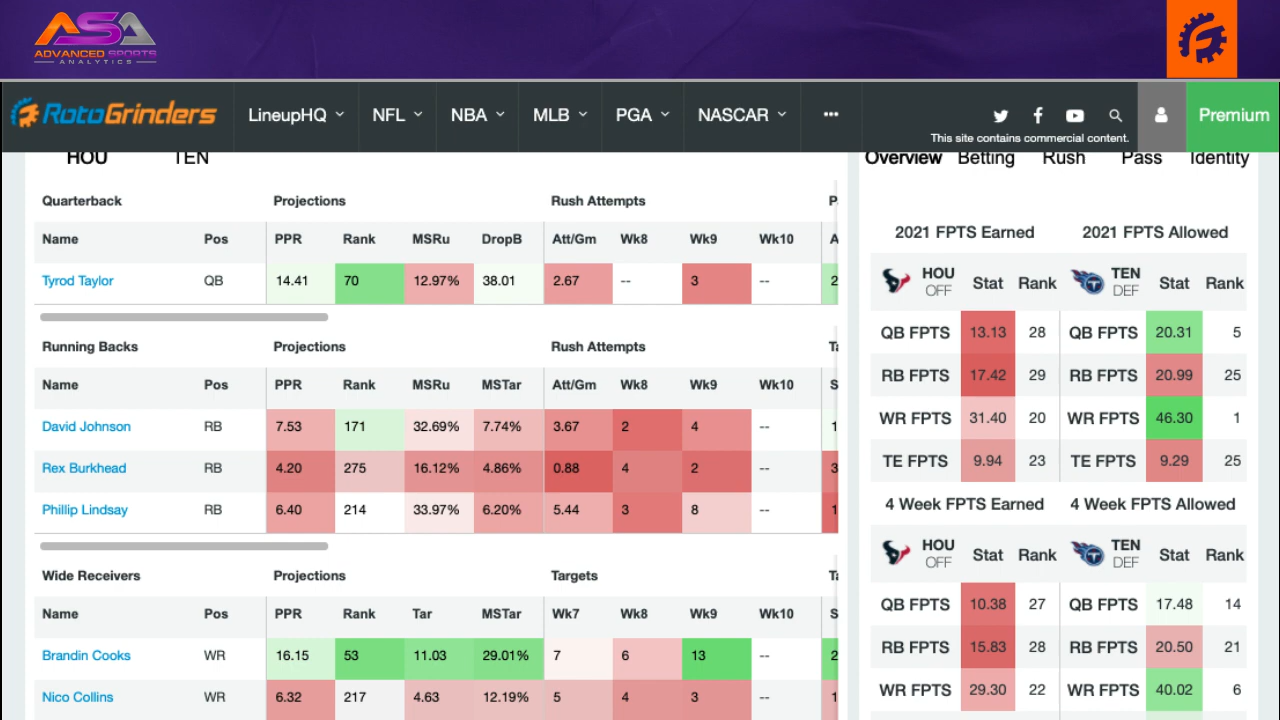 ASA
ADVANCED SPORTS
ANALYTICS
RotoGrinders LineupHQ NFL NBA MLB PGA NASCAR ••• Premium
This site contains commercial content.
HOU TEN
Quarterback Projections Rush Attempts P
Name Pos PPR Rank MSRu DropB Att/Gm Wk8 Wk9 Wk10 A
Tyrod Taylor QB 14.41 70 12.97% 38.01 2.67 -- 3 -- 2
Running Backs Projections Rush Attempts Ta
Name Pos PPR Rank MSRu MSTar Att/Gm Wk8 Wk9 Wk10 S
David Johnson RB 7.53 171 32.69% 7.74% 3.67 2 4 -- 1
Rex Burkhead RB 4.20 275 16.12% 4.86% 0.88 4 2 -- 3
Phillip Lindsay RB 6.40 214 33.97% 6.20% 5.44 3 8 -- 1
Wide Receivers Projections Targets Ta
Name Pos PPR Rank Tar MSTar Wk7 Wk8 Wk9 Wk10 S
Brandin Cooks WR 16.15 53 11.03 29.01% 7 6 13 -- 2
Nico Collins WR 6.32 217 4.63 12.19% 5 4 3 -- 1
Overview Betting Rush Pass Identity
2021 FPTS Earned 2021 FPTS Allowed
HOU OFF Stat Rank TEN DEF Stat Rank
QB FPTS 13.13 28 QB FPTS 20.31 5
RB FPTS 17.42 29 RB FPTS 20.99 25
WR FPTS 31.40 20 WR FPTS 46.30 1
TE FPTS 9.94 23 TE FPTS 9.29 25
4 Week FPTS Earned 4 Week FPTS Allowed
HOU OFF Stat Rank TEN DEF Stat Rank
QB FPTS 10.38 27 QB FPTS 17.48 14
RB FPTS 15.83 28 RB FPTS 20.50 21
WR FPTS 29.30 22 WR FPTS 40.02 6